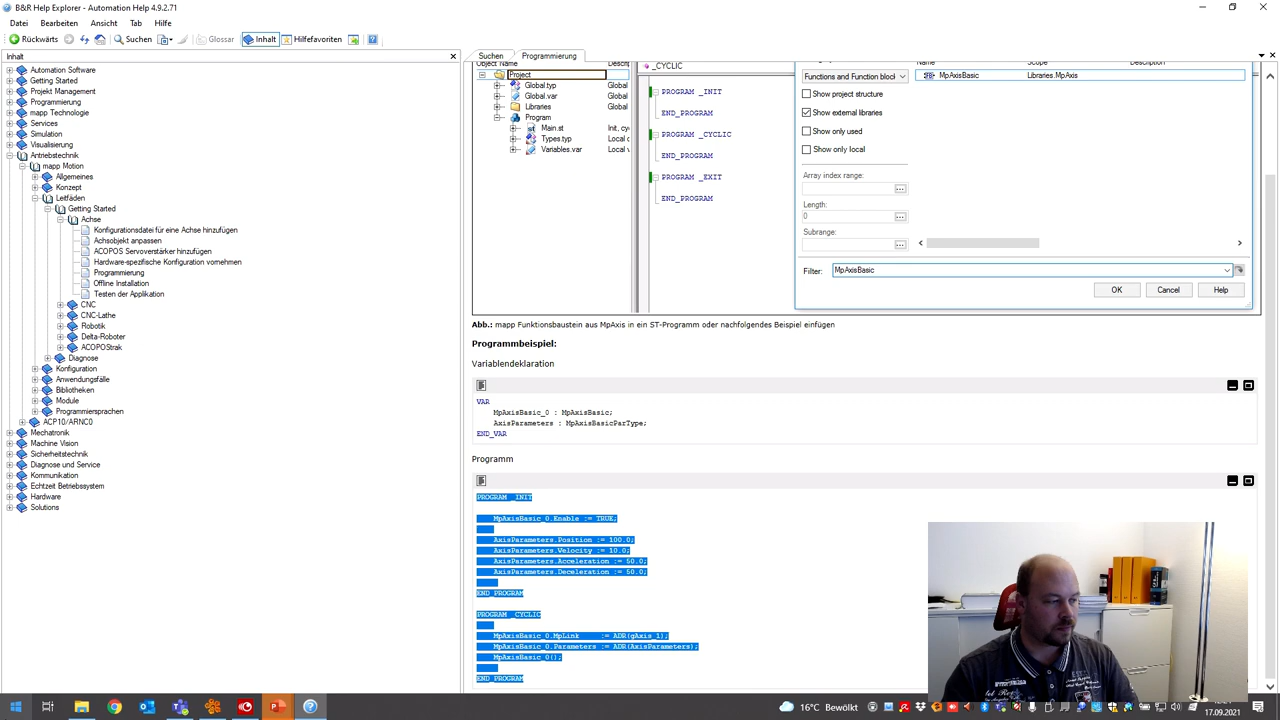 B&R Help Explorer - Automation Help 4.9.2.71
Datei Bearbeiten Ansicht Tab Hilfe
Rückwärts Suchen Glossar Inhalt Hilfefavoriten
Inhalt
Automation Software
Getting Started
Projekt Management
Programmierung
mapp Technologie
Services
Simulation
Visualisierung
Antriebstechnik
mapp Motion
Allgemeines
Konzept
Leitfäden
Getting Started
Achse
Konfigurationsdatei für eine Achse hinzufügen
Achsobjekt anpassen
ACOPOS Servoverstärker hinzufügen
Hardware-spezifische Konfiguration vornehmen
Programmierung
Offline Installation
Testen der Applikation
CNC
CNC-Lathe
Robotik
Delta-Roboter
ACOPOStrak
Diagnose
Konfiguration
Anwendungsfälle
Bibliotheken
Module
Programmiersprachen
ACP10/ARNC0
Mechatronik
Machine Vision
Sicherheitstechnik
Diagnose und Service
Kommunikation
Echtzeit Betriebssystem
Hardware
Solutions
Suchen Programmierung
Object Name Descrip
Project
Global.typ Global
Global.var Global
Libraries Global
Program
Main.st Init, cy
Types.typ Local c
Variables.var Local v
_CYCLIC
PROGRAM _INIT
END_PROGRAM
PROGRAM _CYCLIC
END_PROGRAM
PROGRAM _EXIT
END_PROGRAM
Name Scope Description
Functions and Function block MpAxisBasic Libraries.MpAxis
Show project structure
Show external libraries
Show only used
Show only local
Array index range:
...
Length:
0 ...
Subrange:
...
Filter: MpAxisBasic
OK Cancel Help
Abb.: mapp Funktionsbaustein aus MpAxis in ein ST-Programm oder nachfolgendes Beispiel einfügen
Programmbeispiel:
Variablendeklaration
VAR
MpAxisBasic_0 : MpAxisBasic;
AxisParameters : MpAxisBasicParType;
END_VAR
Programm
PROGRAM _INIT
MpAxisBasic_0.Enable := TRUE;
AxisParameters.Position := 100.0;
AxisParameters.Velocity := 10.0;
AxisParameters.Acceleration := 50.0;
AxisParameters.Deceleration := 50.0;
END_PROGRAM
PROGRAM _CYCLIC
MpAxisBasic_0.MpLink := ADR(gAxis_1);
MpAxisBasic_0.Parameters := ADR(AxisParameters);
MpAxisBasic_0();
END_PROGRAM
16°C Bewölkt
17.09.2021